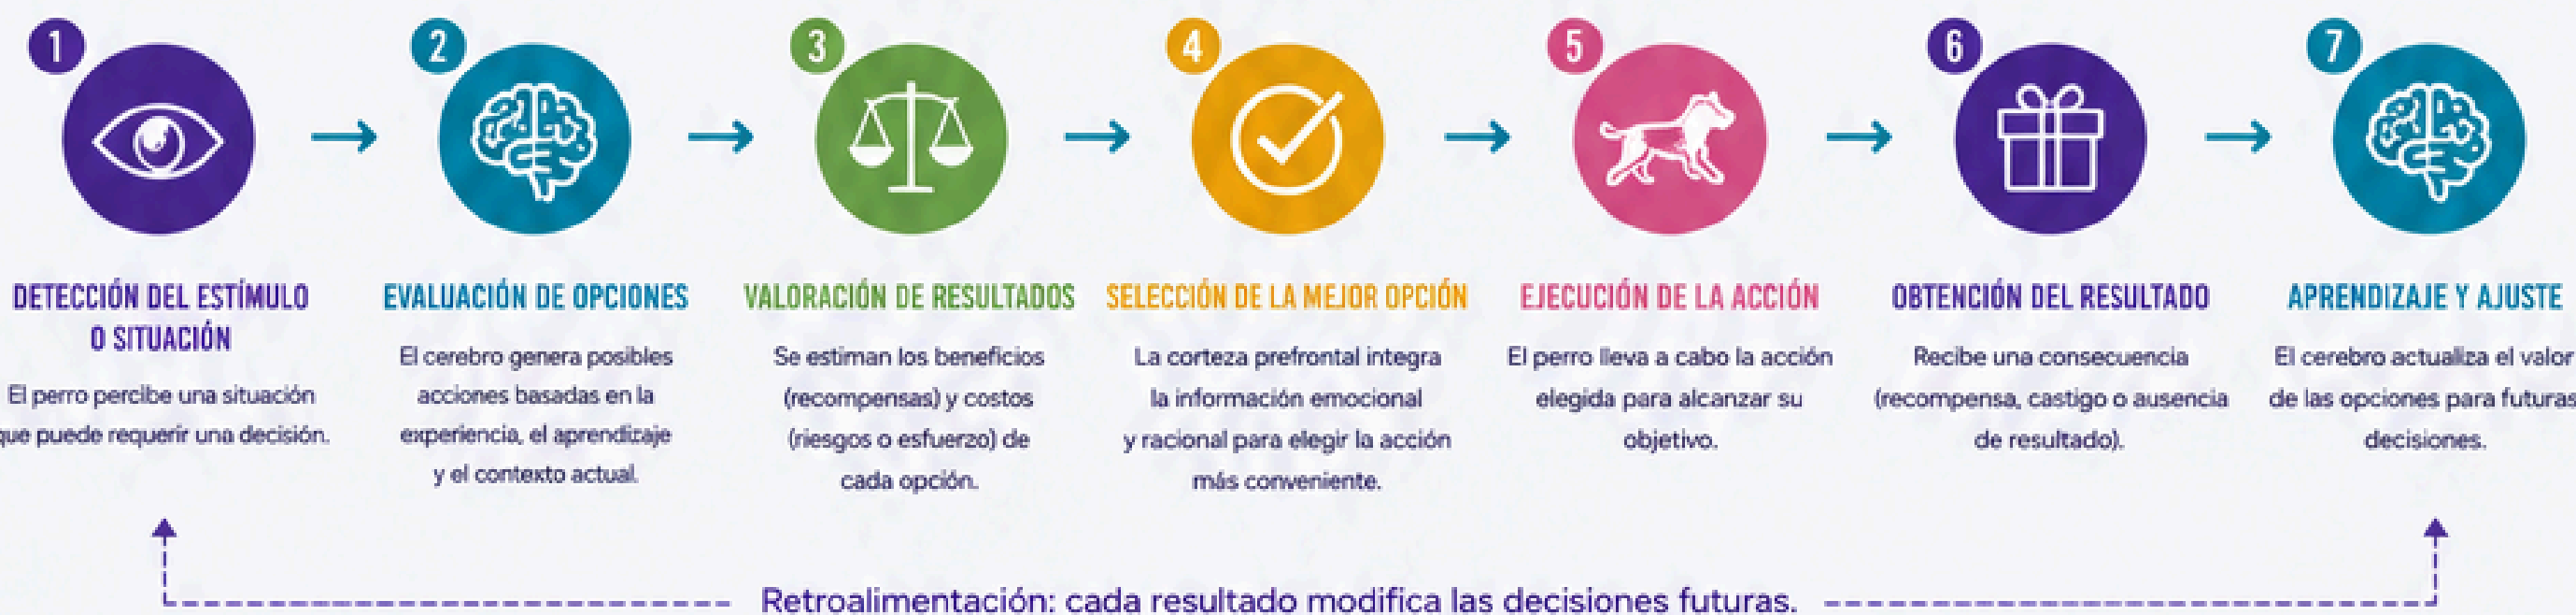 1
DETECCIÓN DEL ESTÍMULO
O SITUACIÓN
El perro percibe una situación
que puede requerir una decisión.
2
EVALUACIÓN DE OPCIONES
El cerebro genera posibles
acciones basadas en la
experiencia, el aprendizaje
y el contexto actual.
3
VALORACIÓN DE RESULTADOS
Se estiman los beneficios
(recompensas) y costos
(riesgos o esfuerzo) de
cada opción.
4
SELECCIÓN DE LA MEJOR OPCIÓN
La corteza prefrontal integra
la información emocional
y racional para elegir la acción
más conveniente.
5
EJECUCIÓN DE LA ACCIÓN
El perro lleva a cabo la acción
elegida para alcanzar su
objetivo.
6
OBTENCIÓN DEL RESULTADO
Recibe una consecuencia
(recompensa, castigo o ausencia
de resultado).
7
APRENDIZAJE Y AJUSTE
El cerebro actualiza el valor
de las opciones para futuras
decisiones.
Retroalimentación: cada resultado modifica las decisiones futuras.